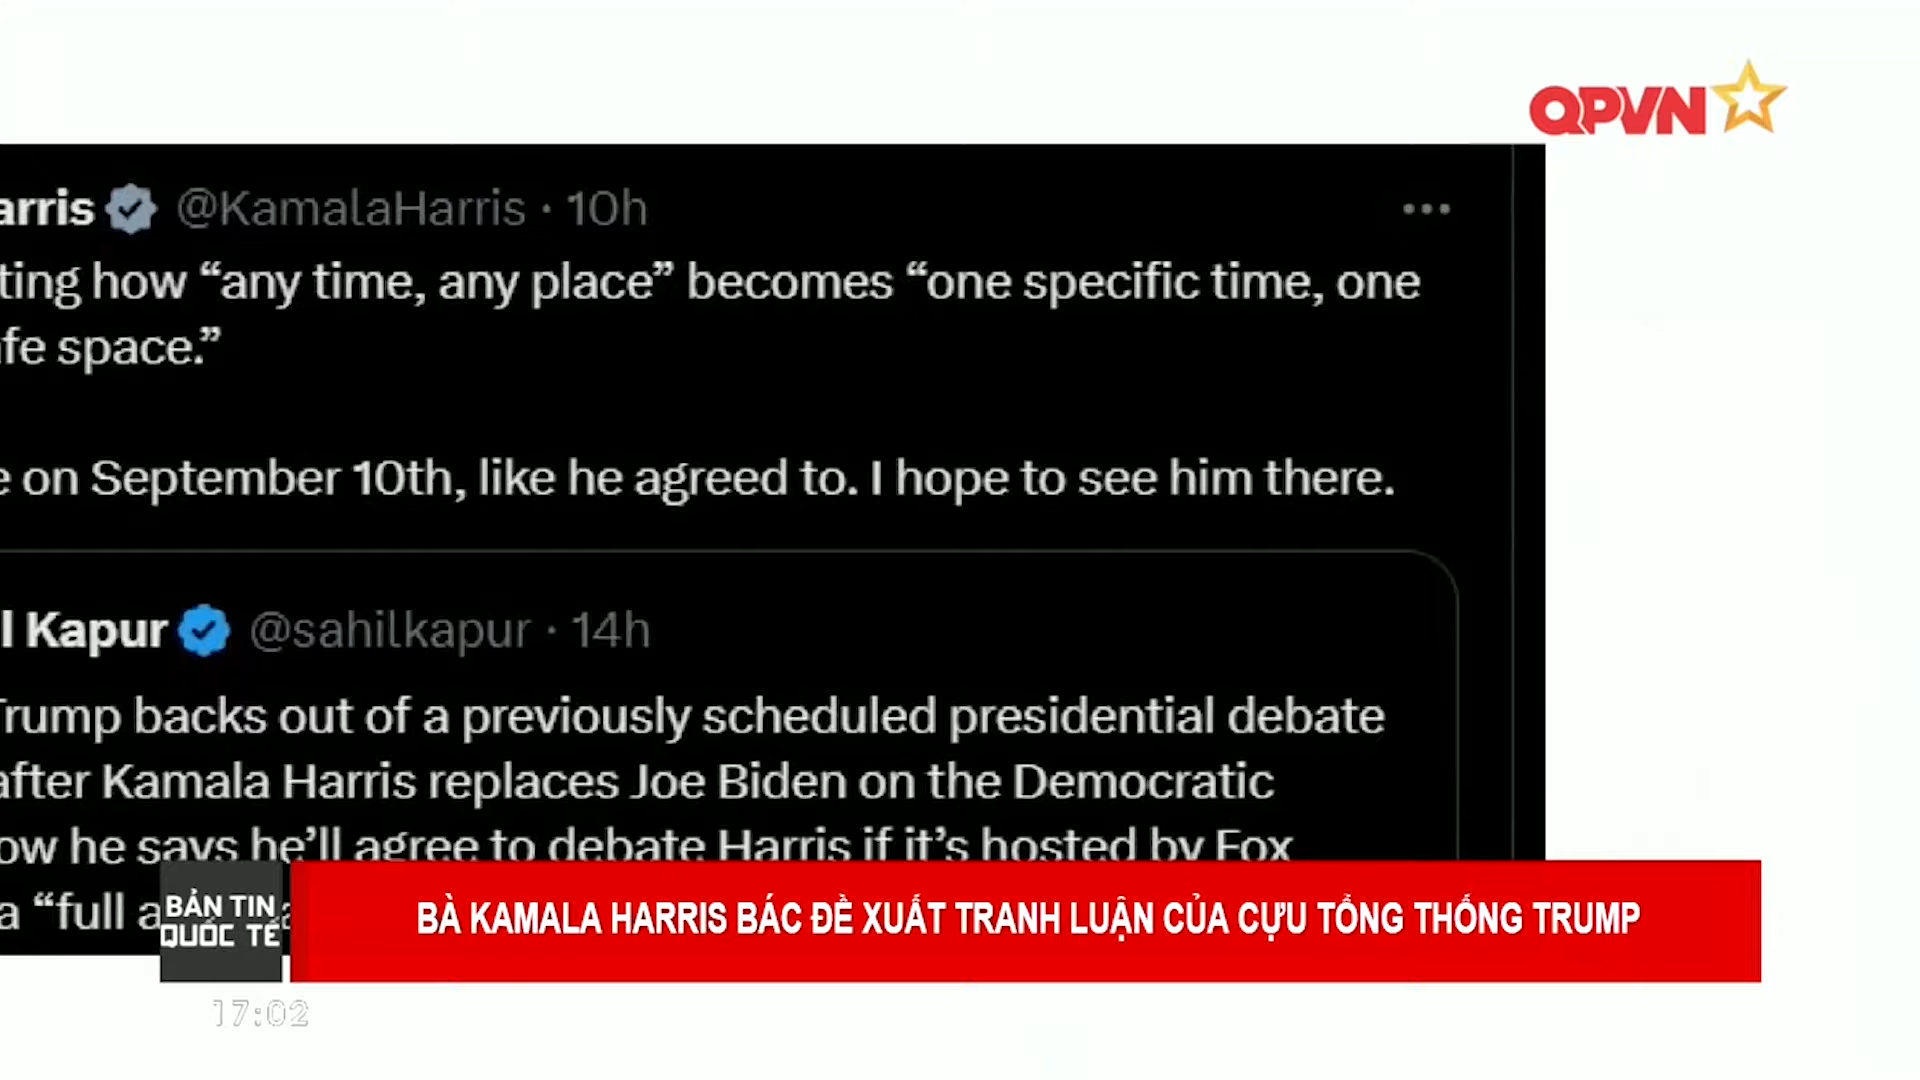 QPVN
arris @KamalaHarris · 10h
ting how “any time, any place” becomes “one specific time, one
fe space.”
e on September 10th, like he agreed to. I hope to see him there.
l Kapur @sahilkapur · 14h
Trump backs out of a previously scheduled presidential debate
after Kamala Harris replaces Joe Biden on the Democratic
ow he says he’ll agree to debate Harris if it’s hosted by Fox
a “full a
BẢN TIN
QUỐC TẾ
BÀ KAMALA HARRIS BÁC ĐỀ XUẤT TRANH LUẬN CỦA CỰU TỔNG THỐNG TRUMP
17:02